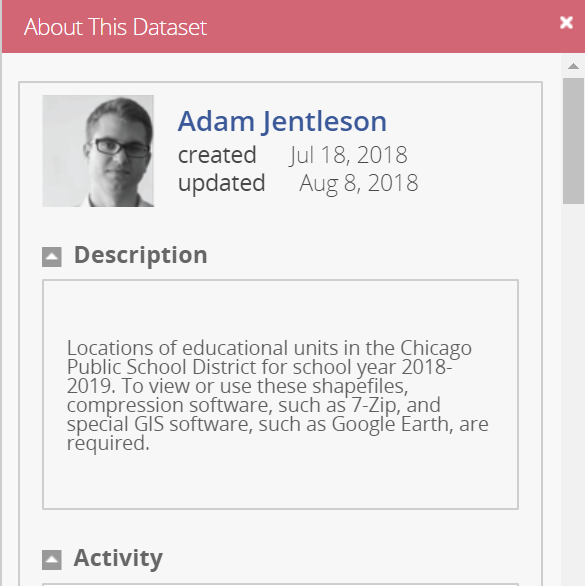 About This Dataset
Adam Jentleson
created Jul 18, 2018
updated Aug 8, 2018
Description
Locations of educational units in the Chicago
Public School District for school year 2018-
2019. To view or use these shapefiles,
compression software, such as 7-Zip, and
special GIS software, such as Google Earth, are
required.
Activity